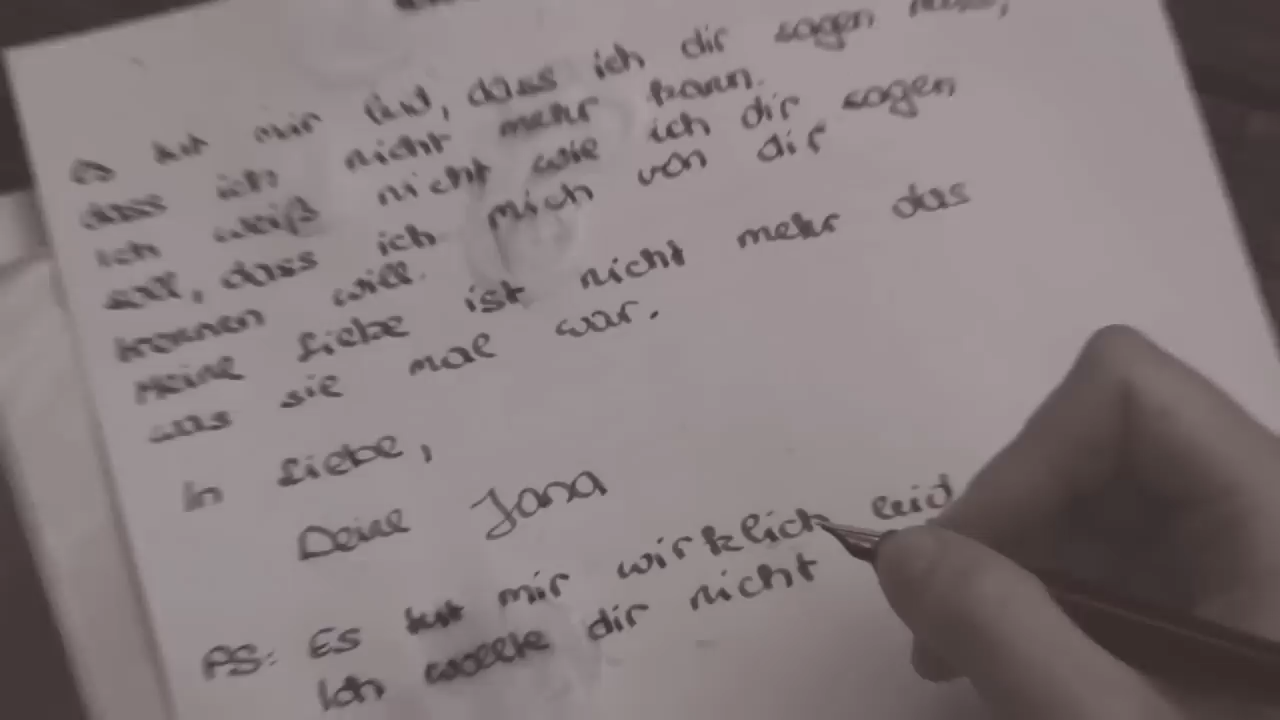 Es tut mir leid, dass ich dir sagen muss,
dass ich nicht mehr kann.
Ich weiß nicht wie ich dir sagen
soll, dass ich mich von dir
trennen will.
Meine Liebe ist nicht mehr das
was sie mal war.
In Liebe,
Deine Jana
PS: Es tut mir wirklich leid
Ich wollte dir nicht